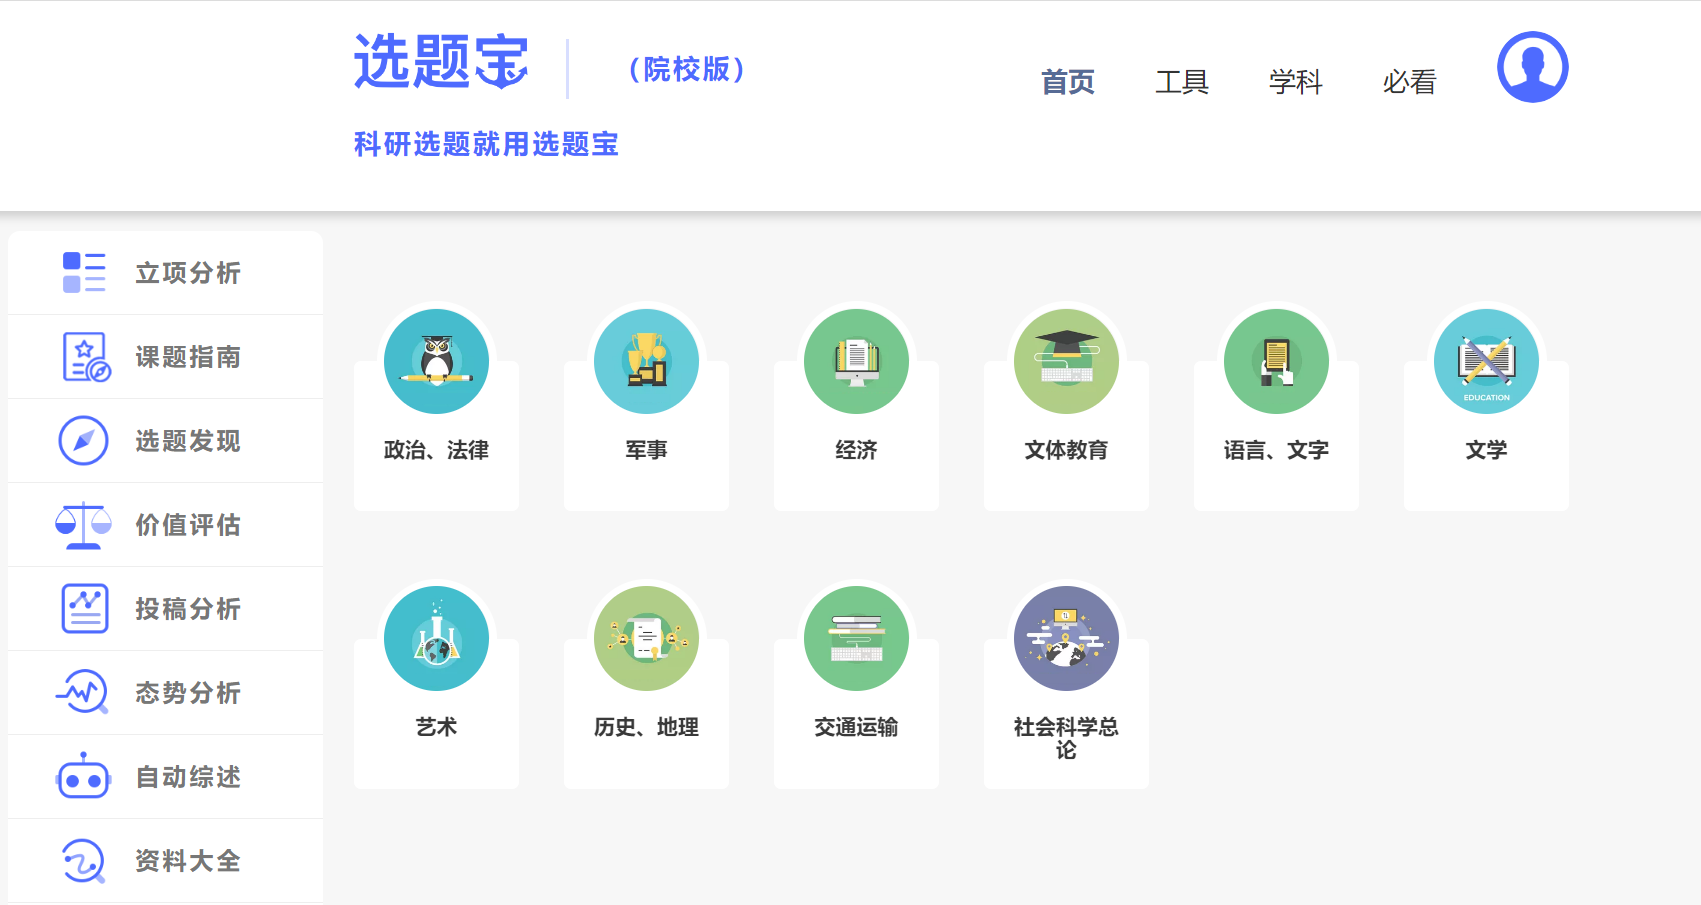 选题宝
（院校版）
科研选题就用选题宝
首页
工具
学科
必看
立项分析
课题指南
选题发现
价值评估
投稿分析
态势分析
自动综述
资料大全
政治、法律
军事
经济
文体教育
语言、文字
EDUCATION
文学
艺术
历史、地理
交通运输
社会科学总
论